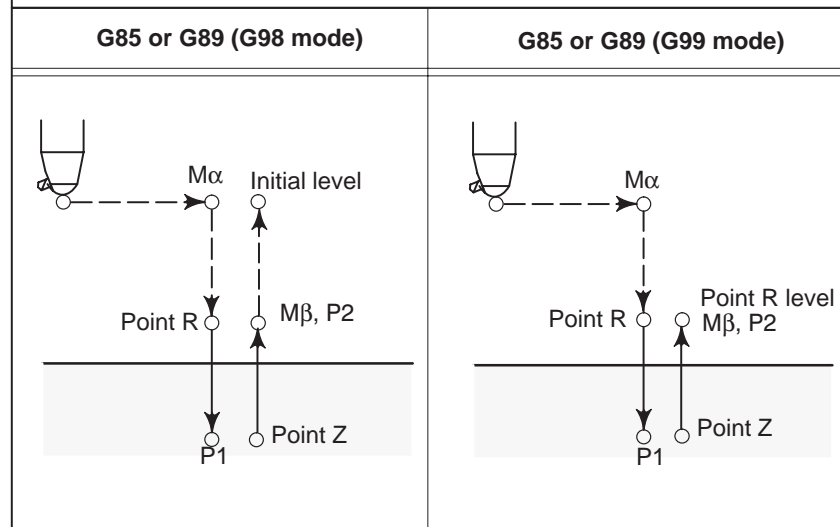 G85 or G89 (G98 mode)
G85 or G89 (G99 mode)
Mα
Initial level
Point R
Mβ, P2
Point Z
P1
Mα
Point R
Point R level
Mβ, P2
Point Z
P1